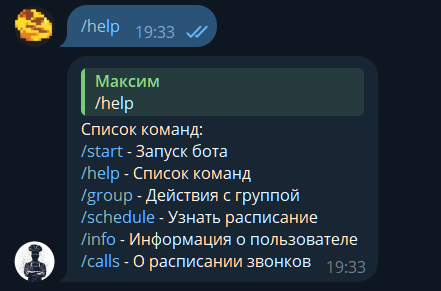 /help 19:33
Максим
/help
Список команд:
/start - Запуск бота
/help - Список команд
/group - Действия с группой
/schedule - Узнать расписание
/info - Информация о пользователе
/calls - О расписании звонков 19:33